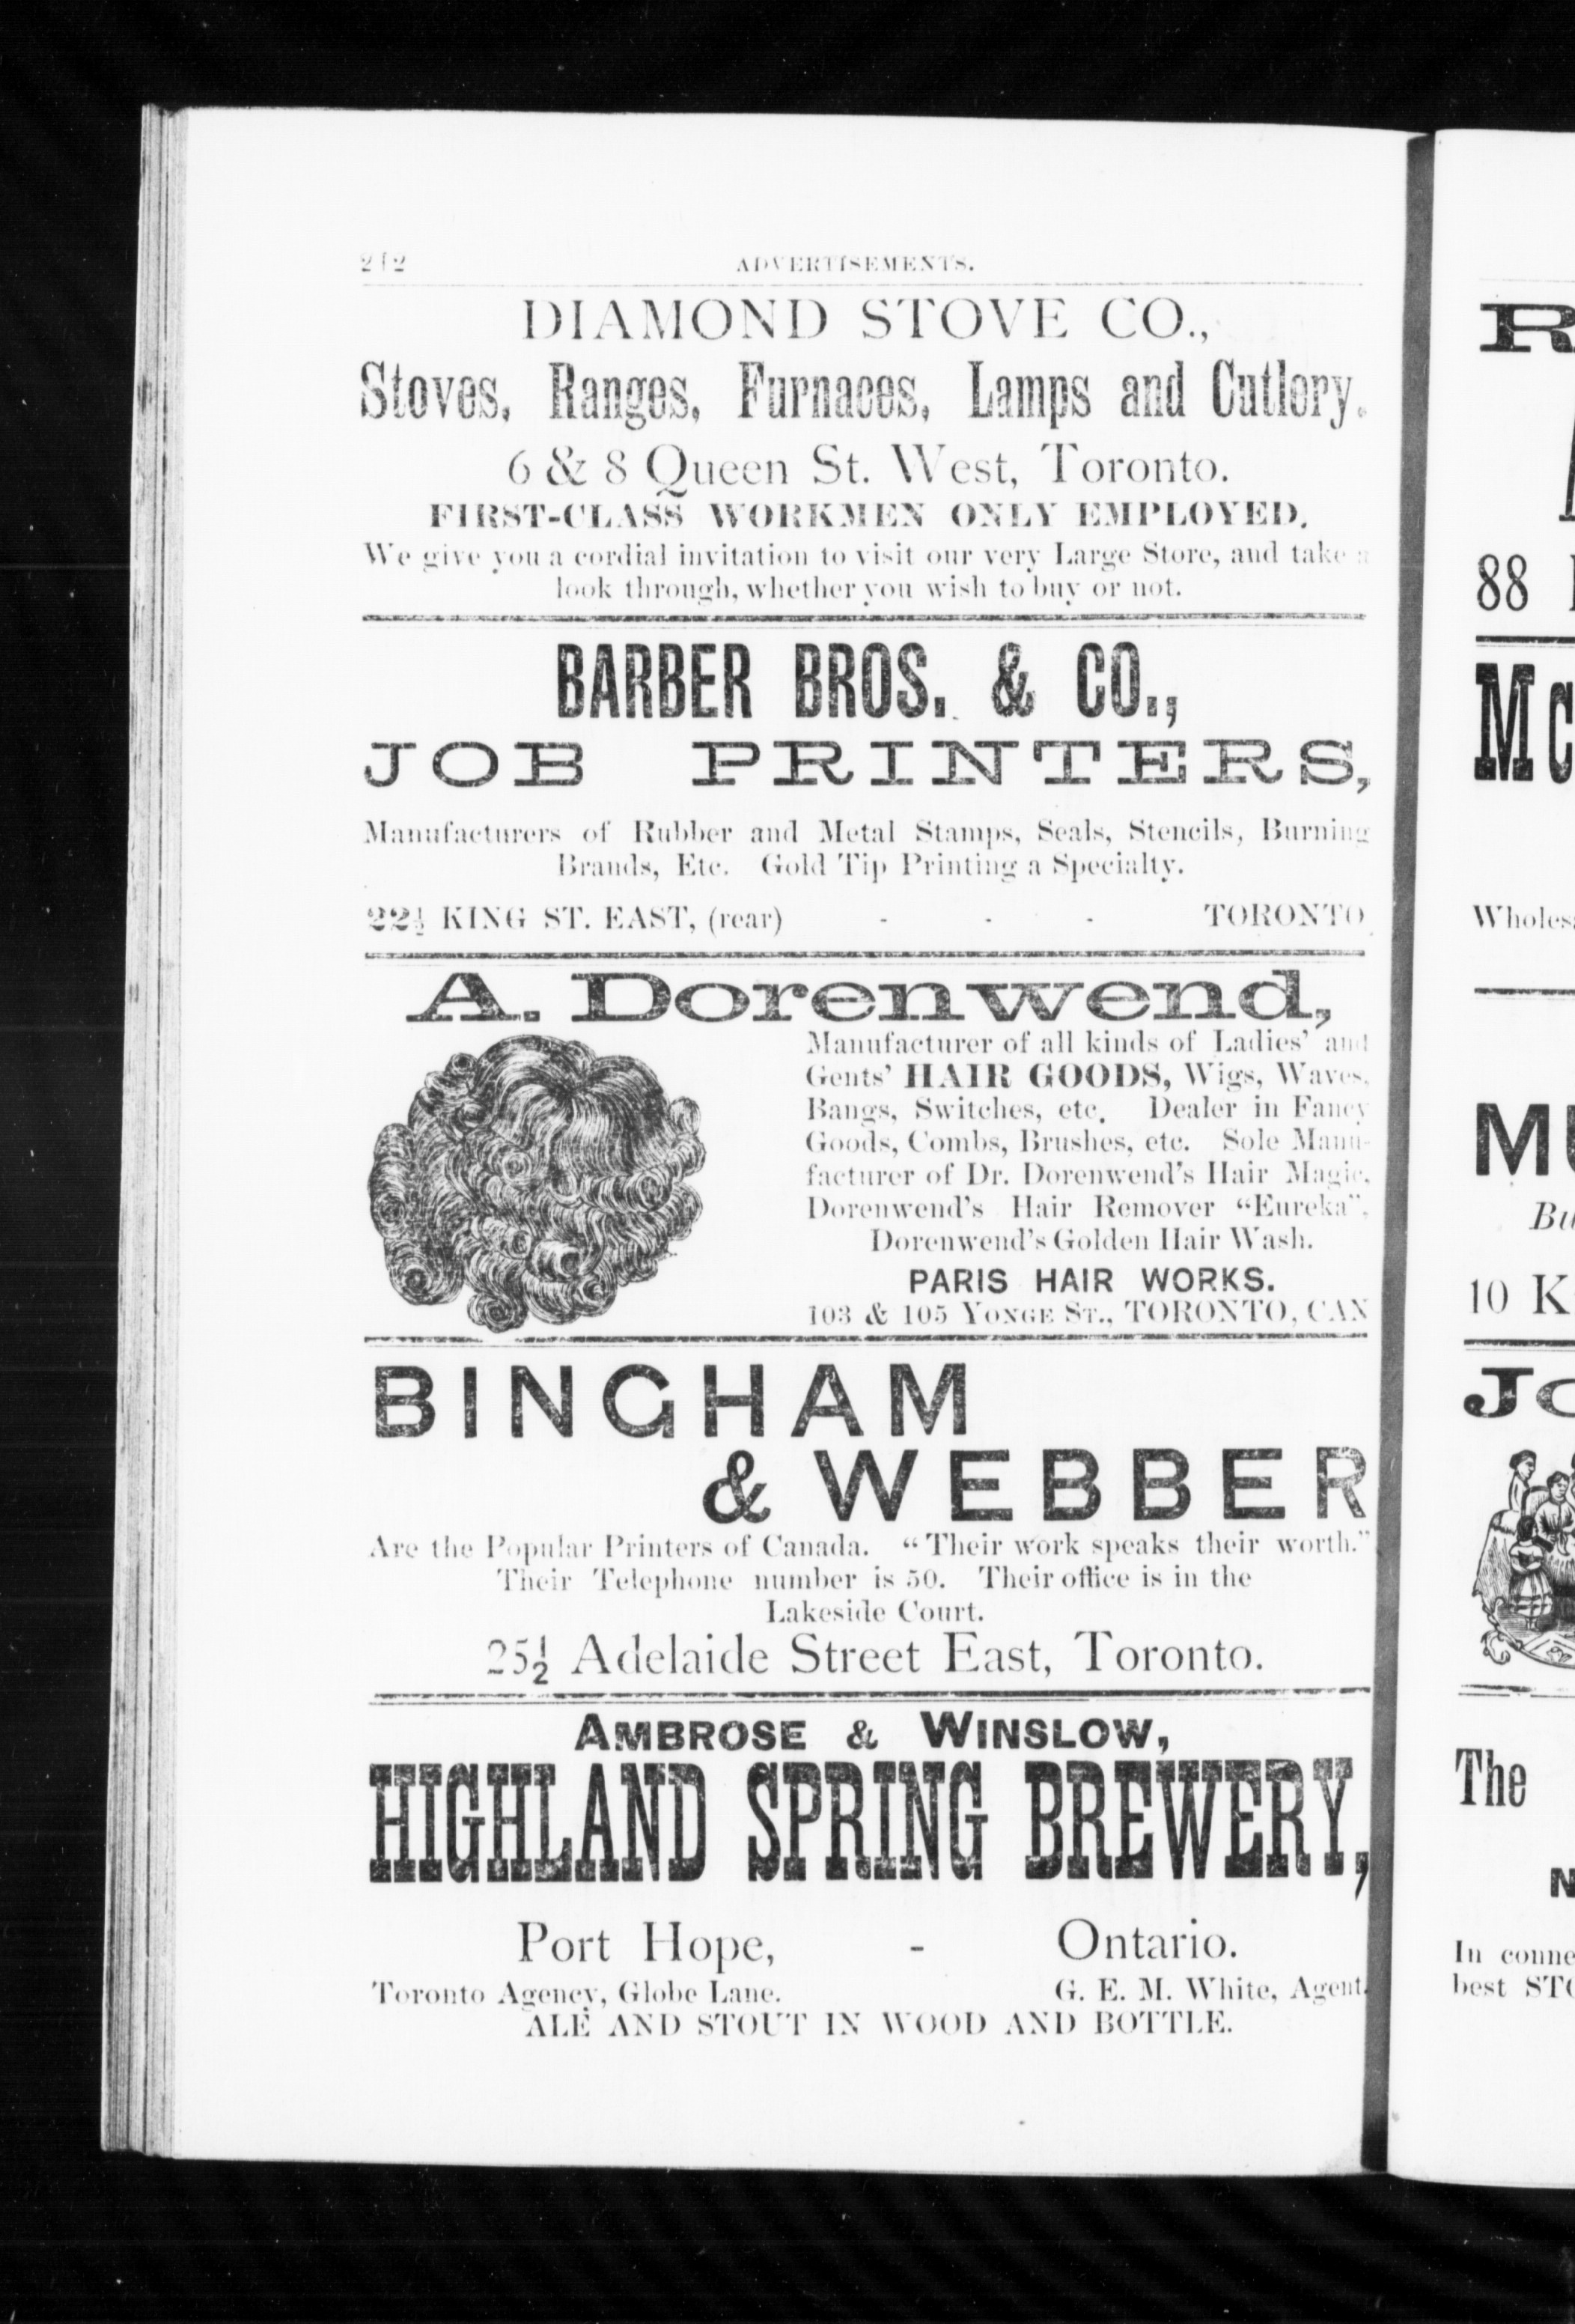 242 ADVERTISEMENTS.
DIAMOND STOVE CO.,
Stoves, Ranges, Furnaces, Lamps and Cutlery.
6 & 8 Queen St. West, Toronto.
FIRST-CLASS WORKMEN ONLY EMPLOYED.
We give you a cordial invitation to visit our very Large Store, and take a
look through, whether you wish to buy or not.
BARBER BROS. & CO.,
JOB PRINTERS,
Manufacturers of Rubber and Metal Stamps, Seals, Stencils, Burning
Brands, Etc. Gold Tip Printing a Specialty.
22½ KING ST. EAST, (rear) - - - TORONTO.
A. Dorenwend,
Manufacturer of all kinds of Ladies' and
Gents' HAIR GOODS, Wigs, Waves,
Bangs, Switches, etc. Dealer in Fancy
Goods, Combs, Brushes, etc. Sole Manu-
facturer of Dr. Dorenwend's Hair Magic,
Dorenwend's Hair Remover "Eureka",
Dorenwend's Golden Hair Wash.
PARIS HAIR WORKS.
103 & 105 YONGE ST., TORONTO, CAN
BINGHAM
& WEBBER
Are the Popular Printers of Canada. "Their work speaks their worth."
Their Telephone number is 50. Their office is in the
Lakeside Court.
25½ Adelaide Street East, Toronto.
AMBROSE & WINSLOW,
HIGHLAND SPRING BREWERY,
Port Hope, - Ontario.
Toronto Agency, Globe Lane. G. E. M. White, Agent.
ALE AND STOUT IN WOOD AND BOTTLE.
88
Mc
10 K
The
In conne
best STO